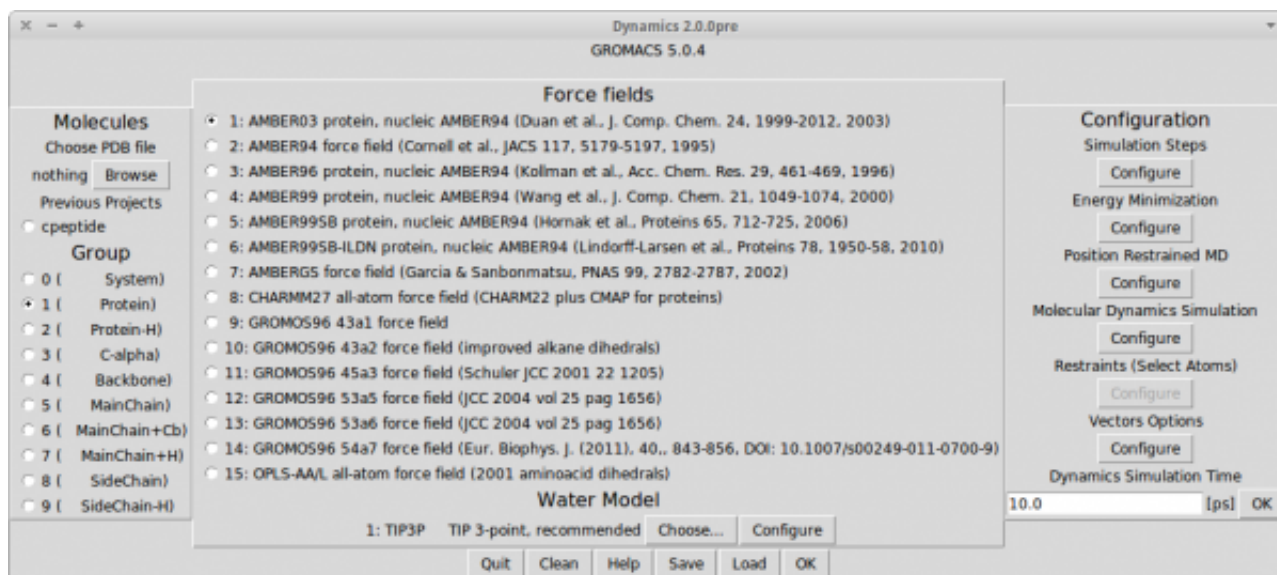 Dynamics 2.0.0pre
GROMACS 5.0.4
Molecules
Choose PDB file
nothing Browse
Previous Projects
cpeptide
Group
0 ( System)
1 ( Protein)
2 ( Protein-H)
3 ( C-alpha)
4 ( Backbone)
5 ( MainChain)
6 ( MainChain+Cb)
7 ( MainChain+H)
8 ( SideChain)
9 ( SideChain-H)
Force fields
1: AMBER03 protein, nucleic AMBER94 (Duan et al., J. Comp. Chem. 24, 1999-2012, 2003)
2: AMBER94 force field (Cornell et al., JACS 117, 5179-5197, 1995)
3: AMBER96 protein, nucleic AMBER94 (Kollman et al., Acc. Chem. Res. 29, 461-469, 1996)
4: AMBER99 protein, nucleic AMBER94 (Wang et al., J. Comp. Chem. 21, 1049-1074, 2000)
5: AMBER99SB protein, nucleic AMBER94 (Hornak et al., Proteins 65, 712-725, 2006)
6: AMBER99SB-ILDN protein, nucleic AMBER94 (Lindorff-Larsen et al., Proteins 78, 1950-58, 2010)
7: AMBERGS force field (Garcia & Sanbonmatsu, PNAS 99, 2782-2787, 2002)
8: CHARMM27 all-atom force field (CHARM22 plus CMAP for proteins)
9: GROMOS96 43a1 force field
10: GROMOS96 43a2 force field (improved alkane dihedrals)
11: GROMOS96 45a3 force field (Schuler JCC 2001 22 1205)
12: GROMOS96 53a5 force field (JCC 2004 vol 25 pag 1656)
13: GROMOS96 53a6 force field (JCC 2004 vol 25 pag 1656)
14: GROMOS96 54a7 force field (Eur. Biophys. J. (2011), 40,, 843-856, DOI: 10.1007/s00249-011-0700-9)
15: OPLS-AA/L all-atom force field (2001 aminoacid dihedrals)
Water Model
1: TIP3P TIP 3-point, recommended Choose... Configure
Configuration
Simulation Steps
Configure
Energy Minimization
Configure
Position Restrained MD
Configure
Molecular Dynamics Simulation
Configure
Restraints (Select Atoms)
Configure
Vectors Options
Configure
Dynamics Simulation Time
10.0 [ps] OK
Quit Clean Help Save Load OK